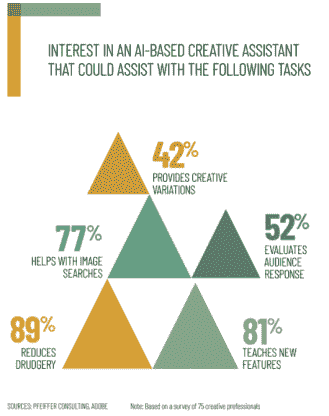 INTEREST IN AN AI-BASED CREATIVE ASSISTANT
THAT COULD ASSIST WITH THE FOLLOWING TASKS
42%
PROVIDES CREATIVE
VARIATIONS
77%
HELPS WITH IMAGE
SEARCHES
52%
EVALUATES
AUDIENCE
RESPONSE
89%
REDUCES
DRUDGERY
81%
TEACHES NEW
FEATURES
SOURCES: PFEIFFER CONSULTING, ADOBE
Note: Based on a survey of 75 creative professionals